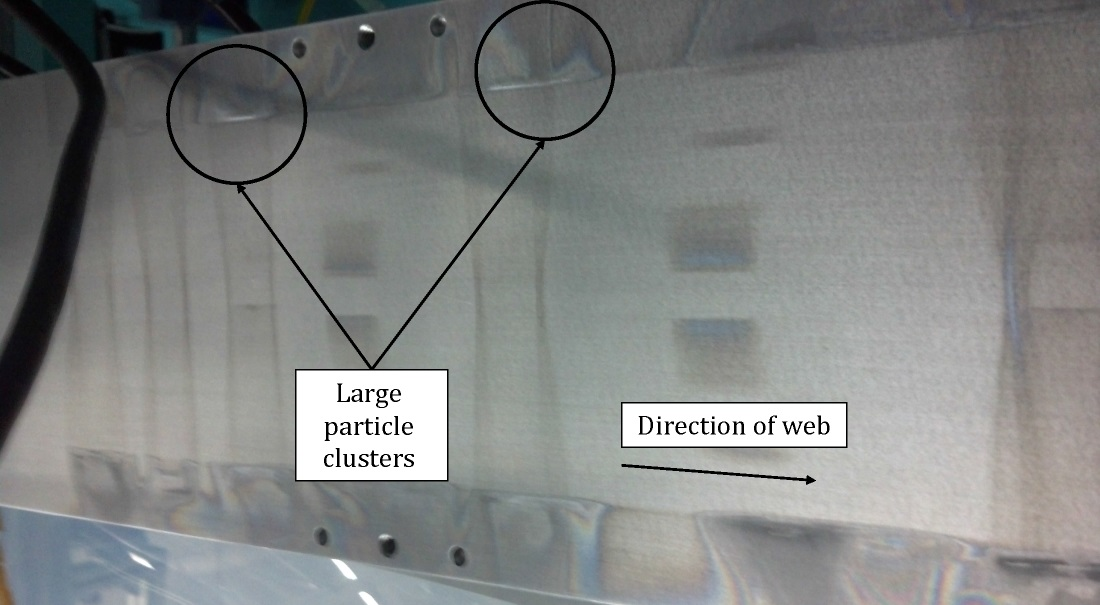 Large
particle
clusters
Direction of web